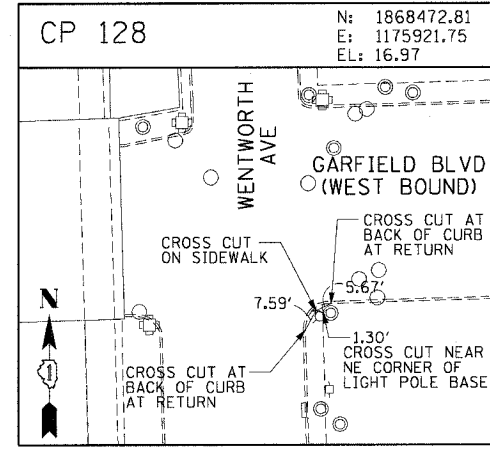 CP 128
N: 1868472.81
E: 1175921.75
EL: 16.97
WENTWORTH
AVE
GARFIELD BLVD
(WEST BOUND)
CROSS CUT AT
BACK OF CURB
AT RETURN
CROSS CUT
ON SIDEWALK
5.67'
7.59'
N
1.30'
CROSS CUT NEAR
NE CORNER OF
LIGHT POLE BASE
CROSS CUT AT
BACK OF CURB
AT RETURN